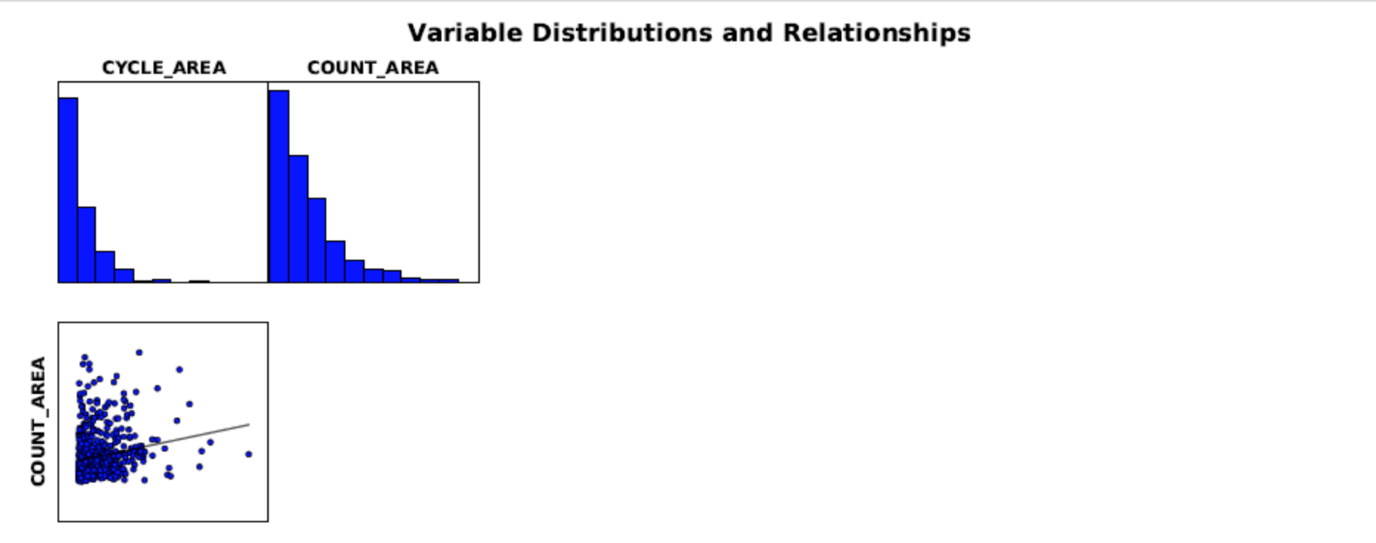 Variable Distributions and Relationships
CYCLE_AREA
COUNT_AREA
COUNT_AREA